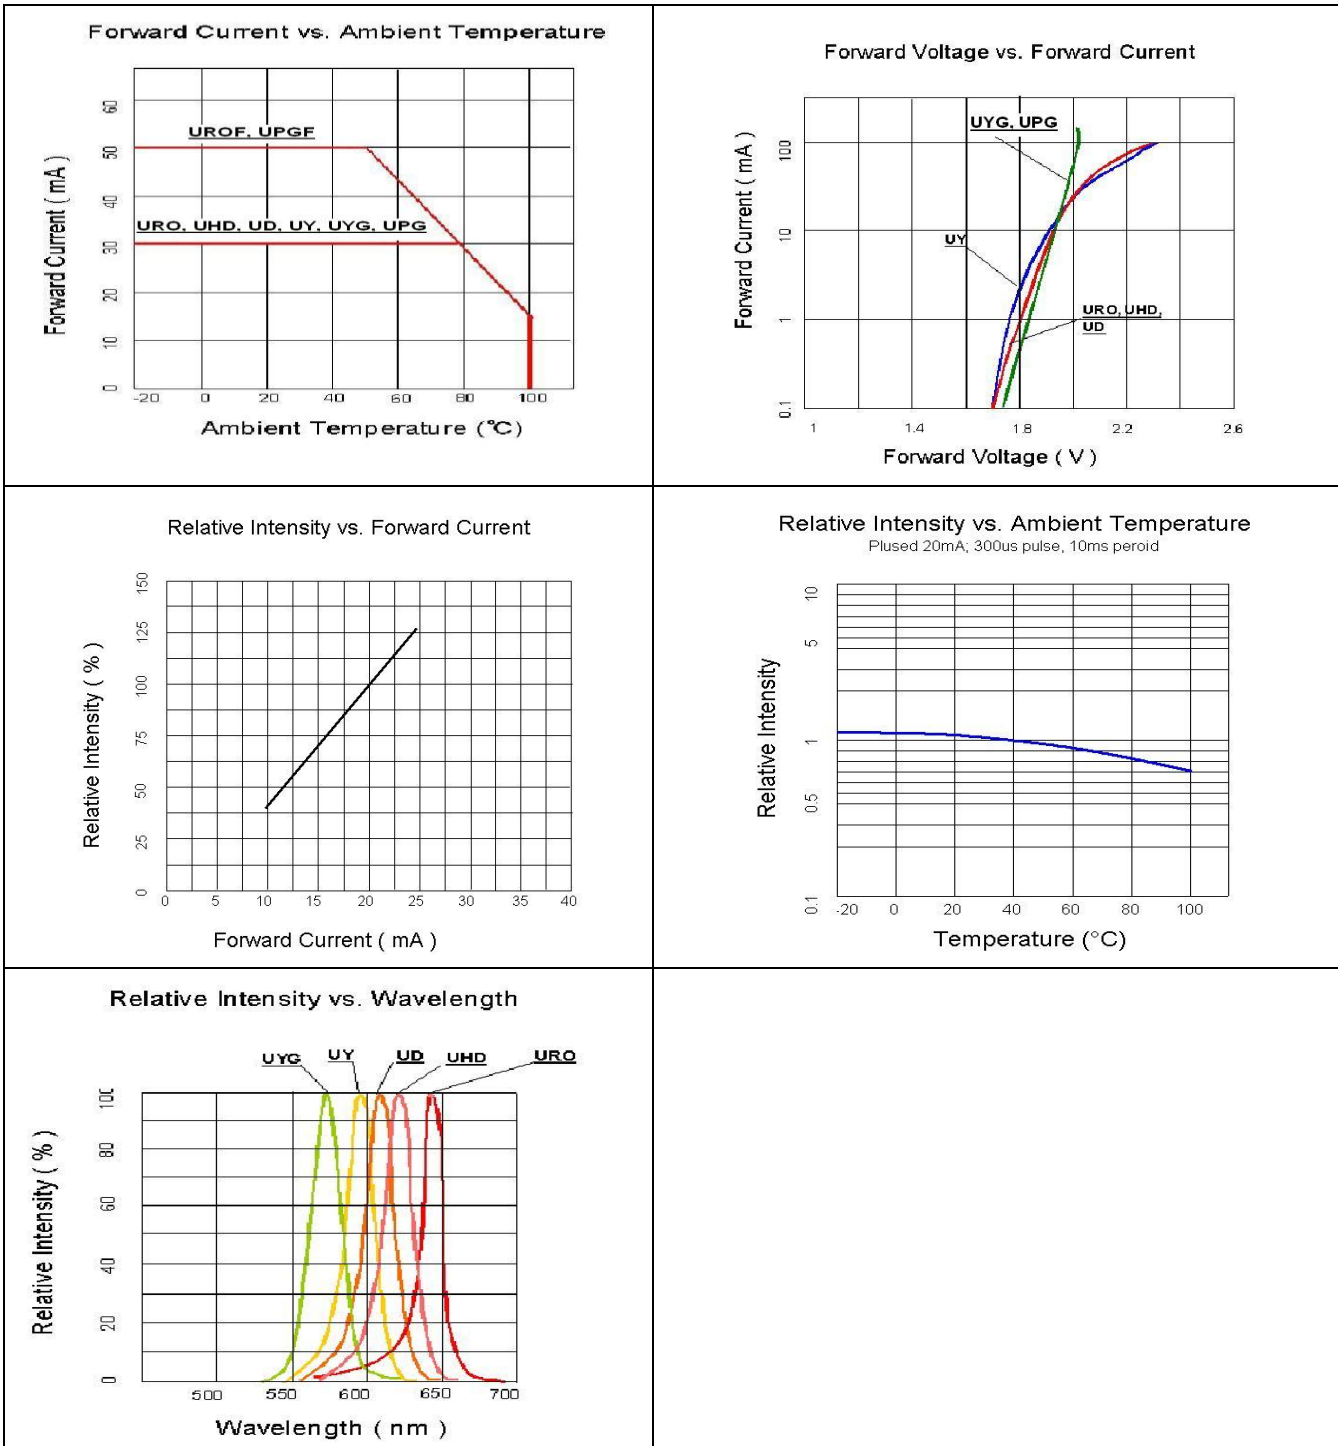 Forward Current vs. Ambient Temperature
Forward Current ( mA )
60
50
40
30
20
10
0
UROF, UPGF
URO, UHD, UD, UY, UYG, UPG
-20 0 20 40 60 80 100
Ambient Temperature (°C)
Forward Voltage vs. Forward Current
Forward Current ( mA )
100
10
1
0.1
UYG, UPG
UY
URO, UHD,
UD
1 1.4 1.8 2.2 2.6
Forward Voltage ( V )
Relative Intensity vs. Forward Current
Relative Intensity ( % )
150
125
100
75
50
25
0
0 5 10 15 20 25 30 35 40
Forward Current ( mA )
Relative Intensity vs. Ambient Temperature
Plused 20mA; 300us pulse, 10ms peroid
Relative Intensity
10
5
1
0.5
0.1
-20 0 20 40 60 80 100
Temperature (°C)
Relative Intensity vs. Wavelength
UYG UY UD UHD URO
Relative Intensity ( % )
100
80
60
40
20
0
500 550 600 650 700
Wavelength ( nm )